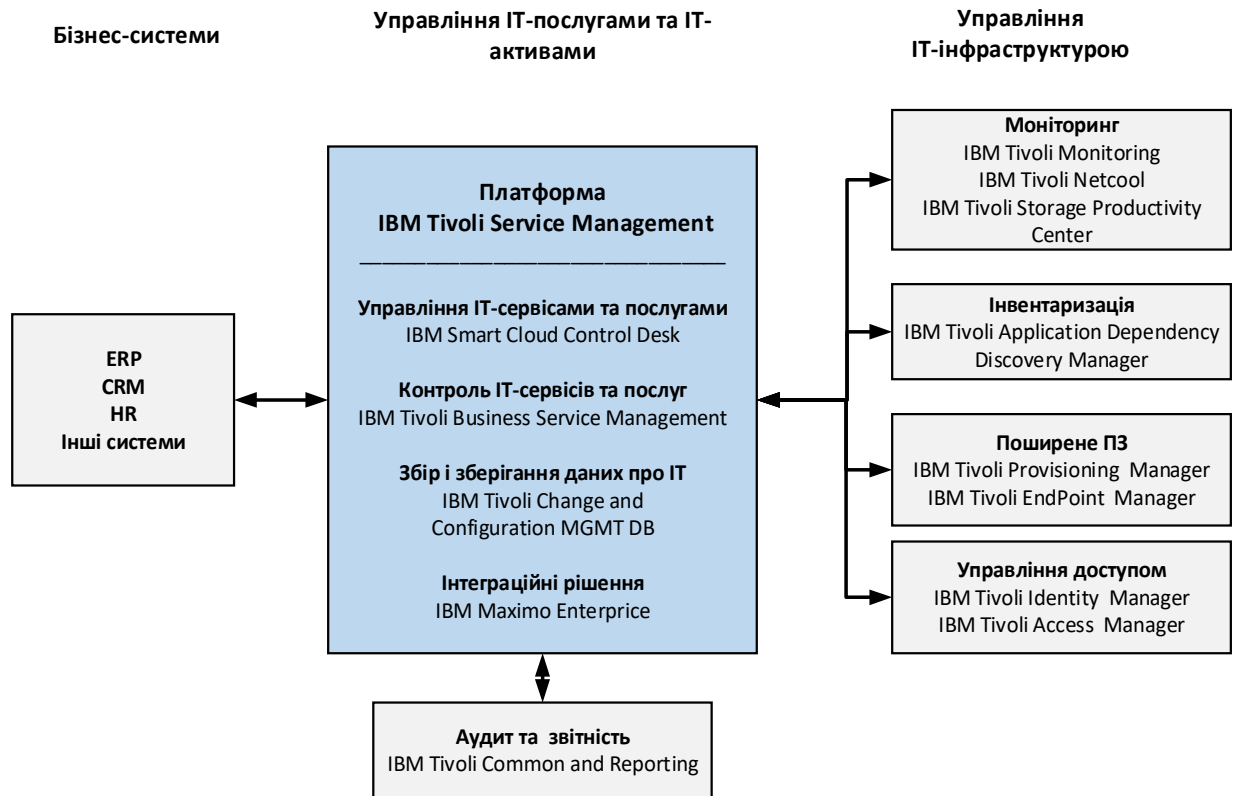 Бізнес-системи
Управління ІТ-послугами та ІТ-
активами
Управління
ІТ-інфраструктурою
ERP
CRM
HR
Інші системи
Платформа
IBM Tivoli Service Management
Управління ІТ-сервісами та послугами
IBM Smart Cloud Control Desk
Контроль ІТ-сервісів та послуг
IBM Tivoli Business Service Management
Збір і зберігання даних про ІТ
IBM Tivoli Change and
Configuration MGMT DB
Інтеграційні рішення
IBM Maximo Enterprice
Аудит та звітність
IBM Tivoli Common and Reporting
Моніторинг
IBM Tivoli Monitoring
IBM Tivoli Netcool
IBM Tivoli Storage Productivity
Center
Інвентаризація
IBM Tivoli Application Dependency
Discovery Manager
Поширене ПЗ
IBM Tivoli Provisioning Manager
IBM Tivoli EndPoint Manager
Управління доступом
IBM Tivoli Identity Manager
IBM Tivoli Access Manager